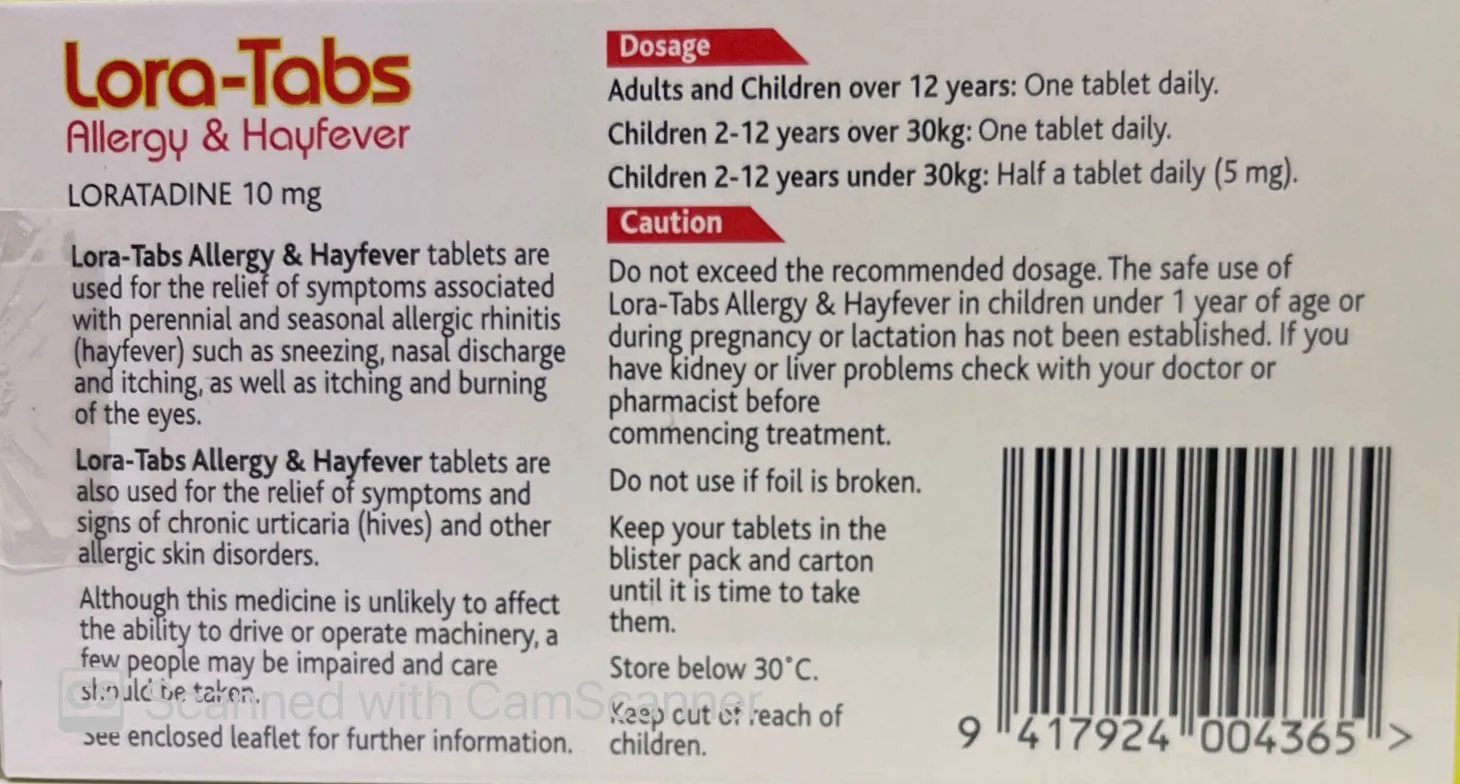 Lora-Tabs
Allergy & Hayfever
LORATADINE 10 mg
Lora-Tabs Allergy & Hayfever tablets are
used for the relief of symptoms associated
with perennial and seasonal allergic rhinitis
(hayfever) such as sneezing, nasal discharge
and itching, as well as itching and burning
of the eyes.
Lora-Tabs Allergy & Hayfever tablets are
also used for the relief of symptoms and
signs of chronic urticaria (hives) and other
allergic skin disorders.
Although this medicine is unlikely to affect
the ability to drive or operate machinery, a
few people may be impaired and care
should be taken.
See enclosed leaflet for further information.
Dosage
Adults and Children over 12 years: One tablet daily.
Children 2-12 years over 30kg: One tablet daily.
Children 2-12 years under 30kg: Half a tablet daily (5 mg).
Caution
Do not exceed the recommended dosage. The safe use of
Lora-Tabs Allergy & Hayfever in children under 1 year of age or
during pregnancy or lactation has not been established. If you
have kidney or liver problems check with your doctor or
pharmacist before
commencing treatment.
Do not use if foil is broken.
Keep your tablets in the
blister pack and carton
until it is time to take
them.
Store below 30°C.
Keep out of reach of
children.
9 417924 004365 >
CS Scanned with CamScanner